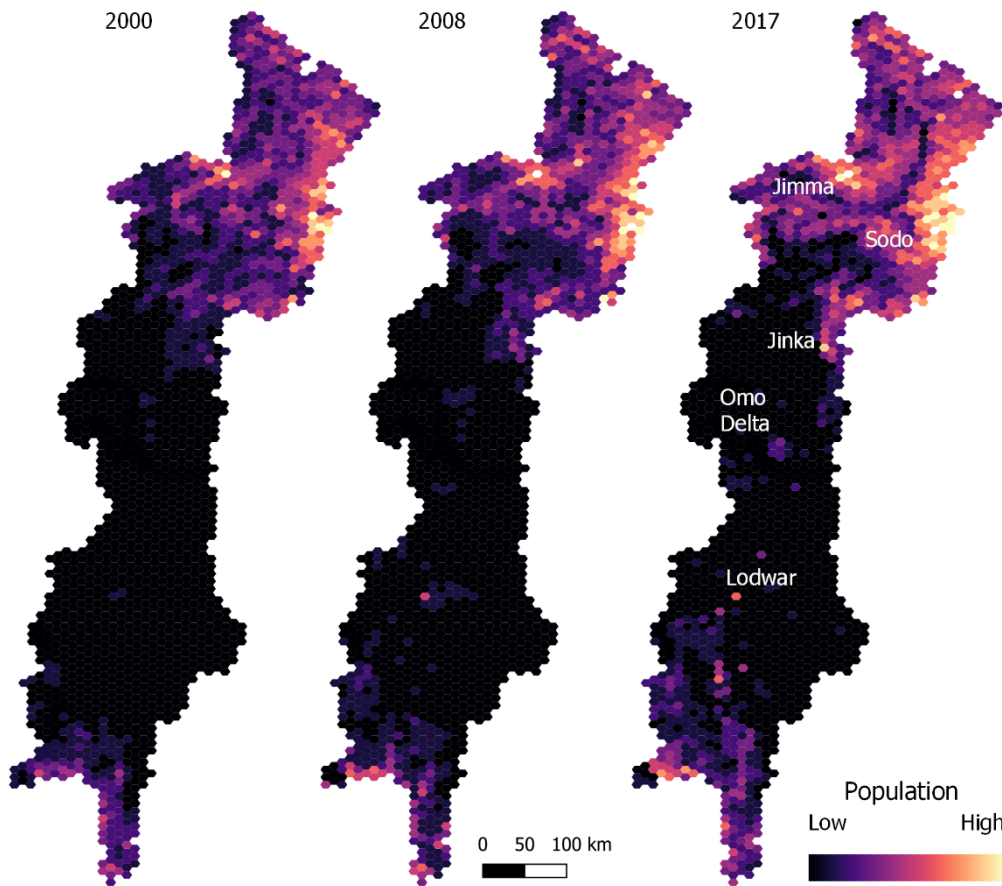 2000
2008
2017
Jimma
Sodo
Jinka
Omo
Delta
Lodwar
Population
Low High
0 50 100 km